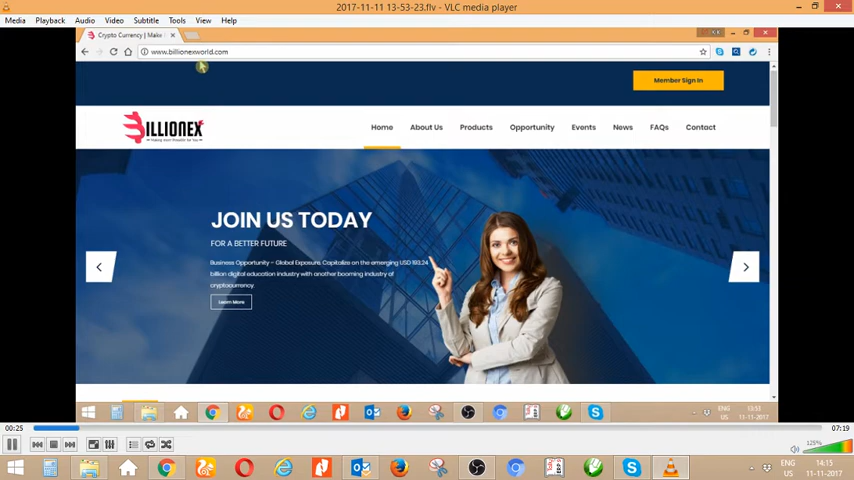 2017-11-11 13-53-23.flv - VLC media player
Media Playback Audio Video Subtitle Tools View Help
Crypto Currency | Make
www.billionexworld.com
Member Sign In
BILLIONEX
Home About Us Products Opportunity Events News FAQs Contact
JOIN US TODAY
FOR A BETTER FUTURE
Business Opportunity – Global Exposure. Capitalize on the emerging USD 193.24
billion digital education industry with another booming industry of
cryptocurrency.
Learn More
ENG 13:53
US 11-11-2017
00:25 07:19
125%
ENG 14:15
US 11-11-2017